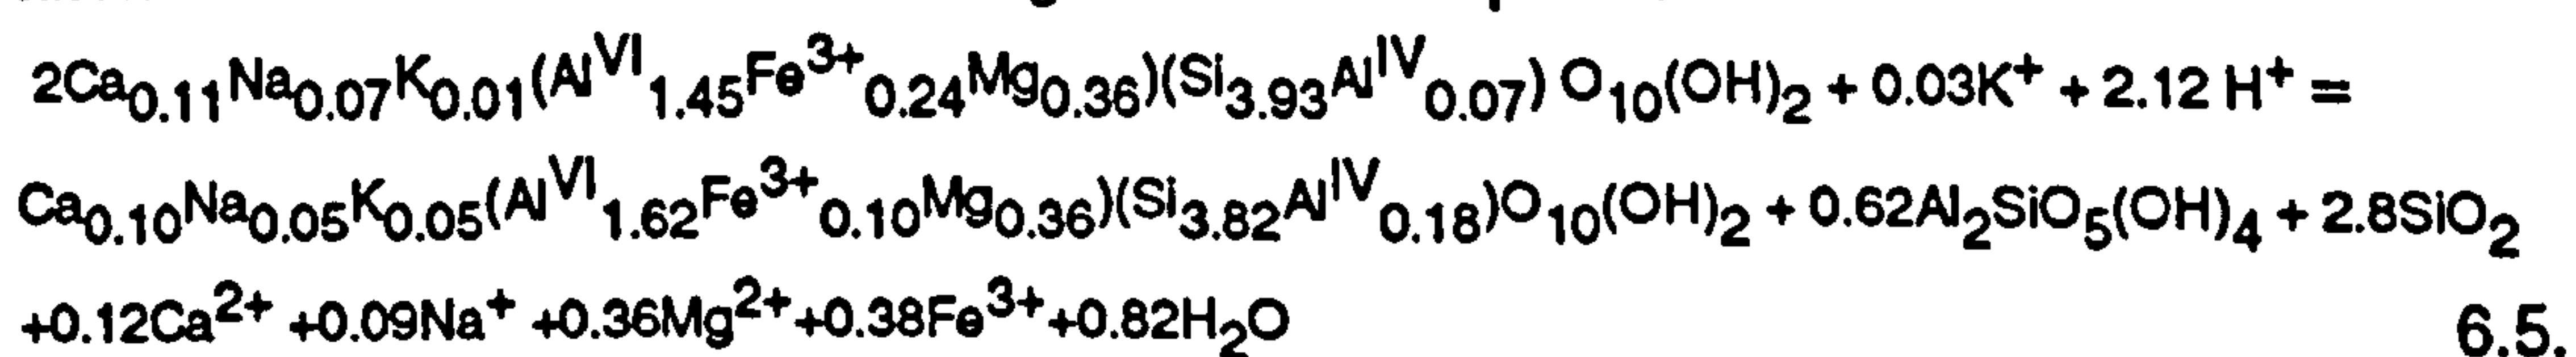 2Ca₀.₁₁Na₀.₀₇K₀.₀₁(Alⱽᴵ₁.₄₅Fe³⁺₀.₂₄Mg₀.₃₆)(Si₃.₉₃Alᴵⱽ₀.₀₇) O₁₀(OH)₂ + 0.03K⁺ + 2.12 H⁺ =
Ca₀.₁₀Na₀.₀₅K₀.₀₅(Alⱽᴵ₁.₆₂Fe³⁺₀.₁₀Mg₀.₃₆)(Si₃.₈₂Alᴵⱽ₀.₁₈)O₁₀(OH)₂ + 0.62Al₂SiO₅(OH)₄ + 2.8SiO₂
+0.12Ca²⁺ +0.09Na⁺ +0.36Mg²⁺+0.38Fe³⁺+0.82H₂O 6.5.